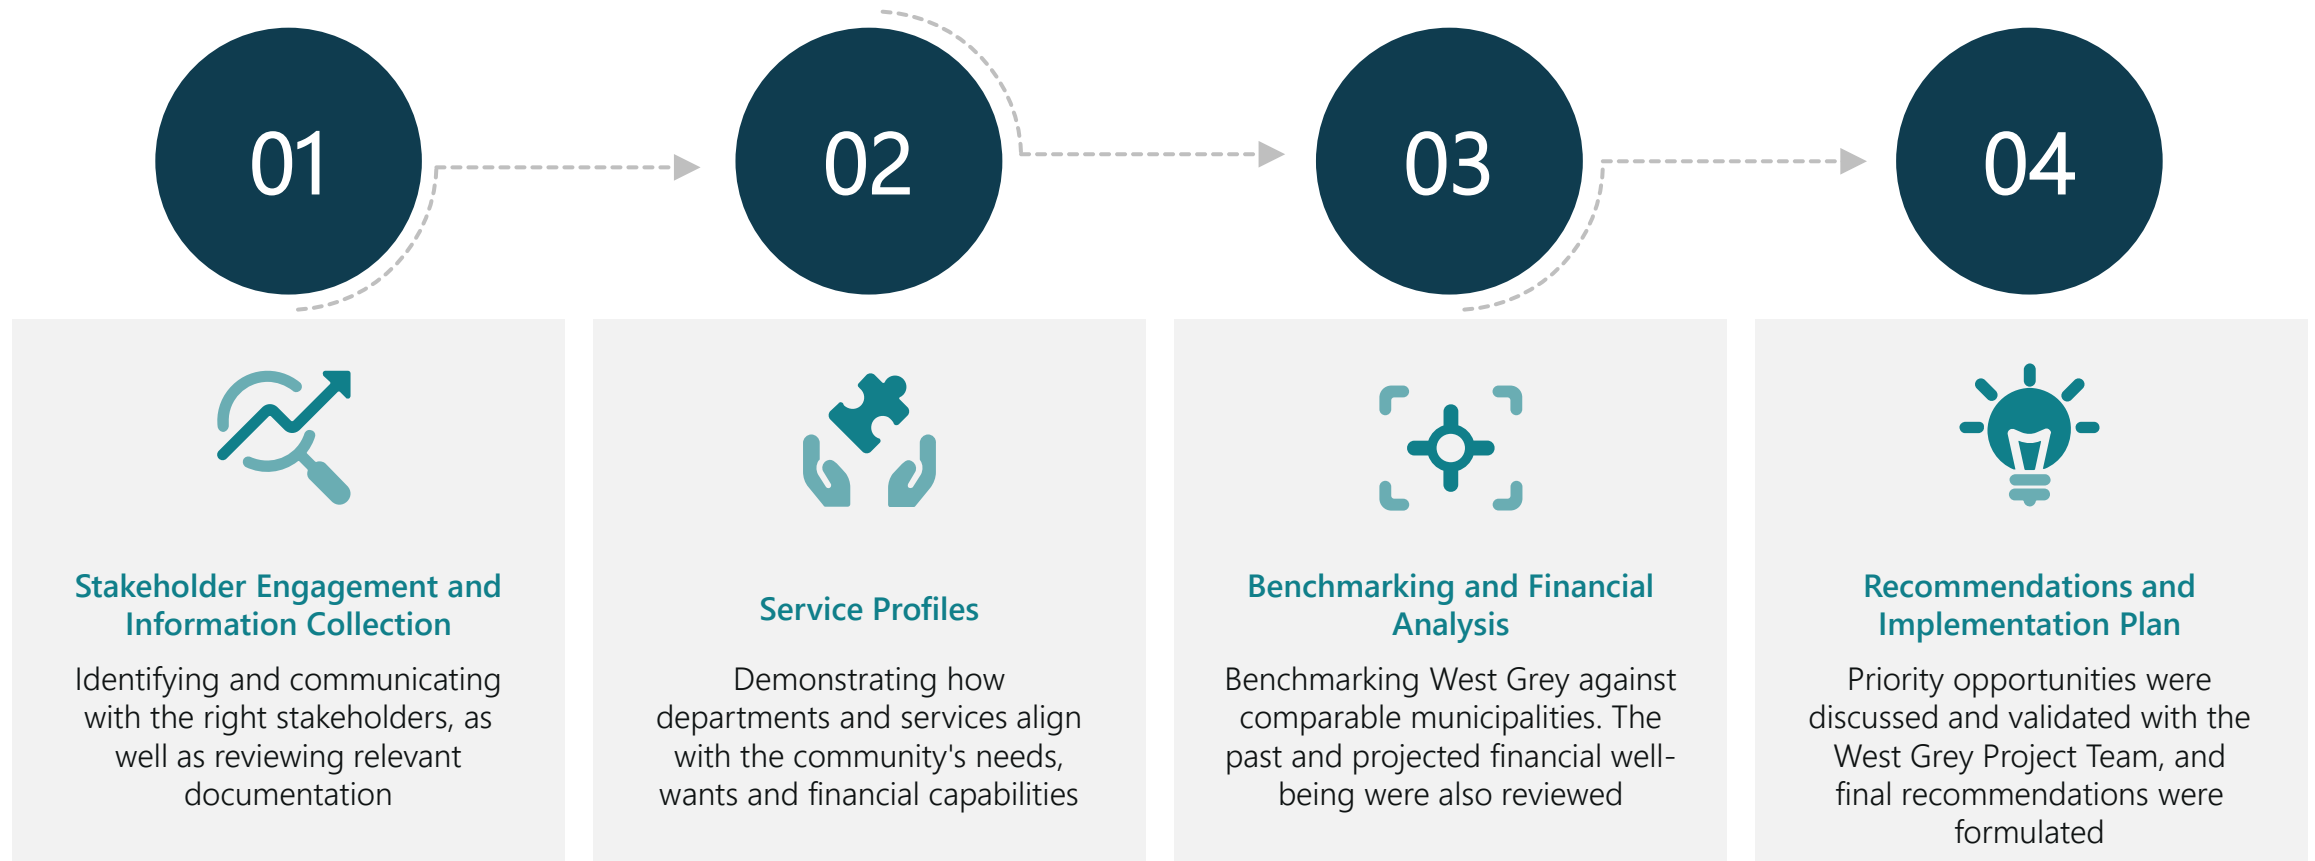 01
02
03
04
Stakeholder Engagement and
Information Collection
Identifying and communicating
with the right stakeholders, as
well as reviewing relevant
documentation
Service Profiles
Demonstrating how
departments and services align
with the community's needs,
wants and financial capabilities
Benchmarking and Financial
Analysis
Benchmarking West Grey against
comparable municipalities. The
past and projected financial well-
being were also reviewed
Recommendations and
Implementation Plan
Priority opportunities were
discussed and validated with the
West Grey Project Team, and
final recommendations were
formulated